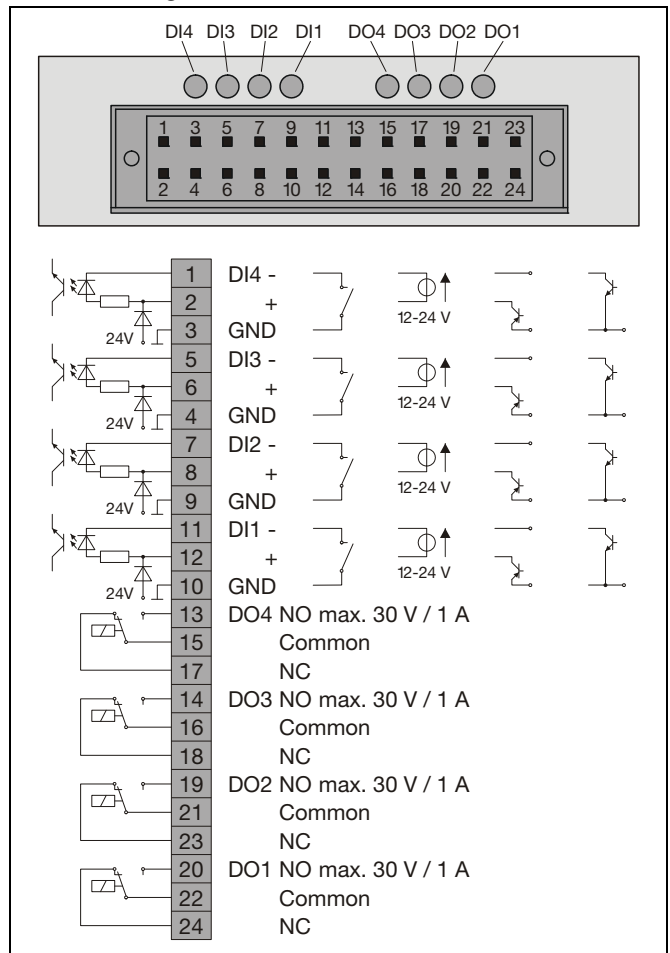 DI4 DI3 DI2 DI1 DO4 DO3 DO2 DO1
1 3 5 7 9 11 13 15 17 19 21 23
2 4 6 8 10 12 14 16 18 20 22 24
1 DI4 -
2 + 12-24 V
24V 3 GND
5 DI3 -
6 + 12-24 V
24V 4 GND
7 DI2 -
8 + 12-24 V
24V 9 GND
11 DI1 -
12 + 12-24 V
24V 10 GND
13 DO4 NO max. 30 V / 1 A
15 Common
17 NC
14 DO3 NO max. 30 V / 1 A
16 Common
18 NC
19 DO2 NO max. 30 V / 1 A
21 Common
23 NC
20 DO1 NO max. 30 V / 1 A
22 Common
24 NC